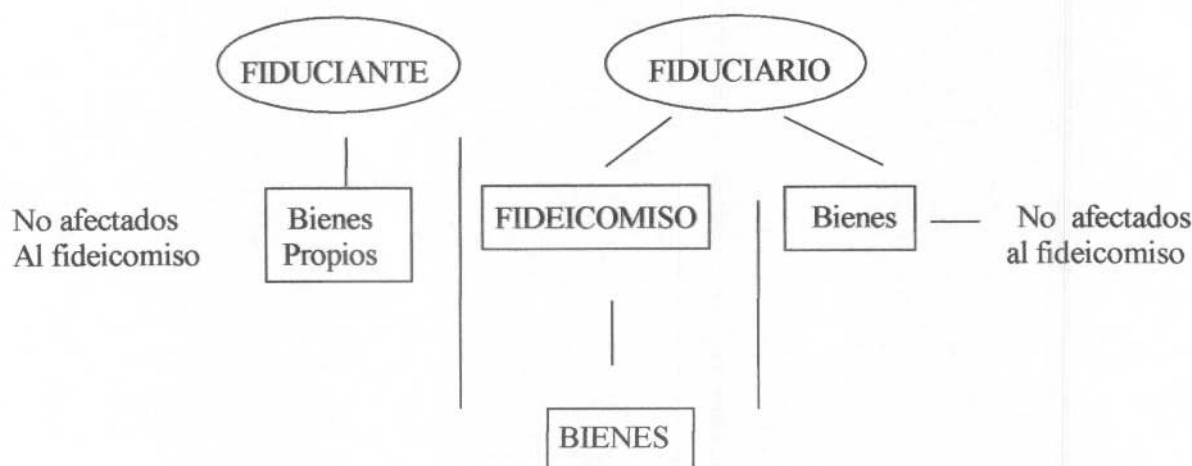 FIDUCIANTE
FIDUCIARIO
No afectados
Al fideicomiso
Bienes
Propios
FIDEICOMISO
Bienes
No afectados
al fideicomiso
BIENES